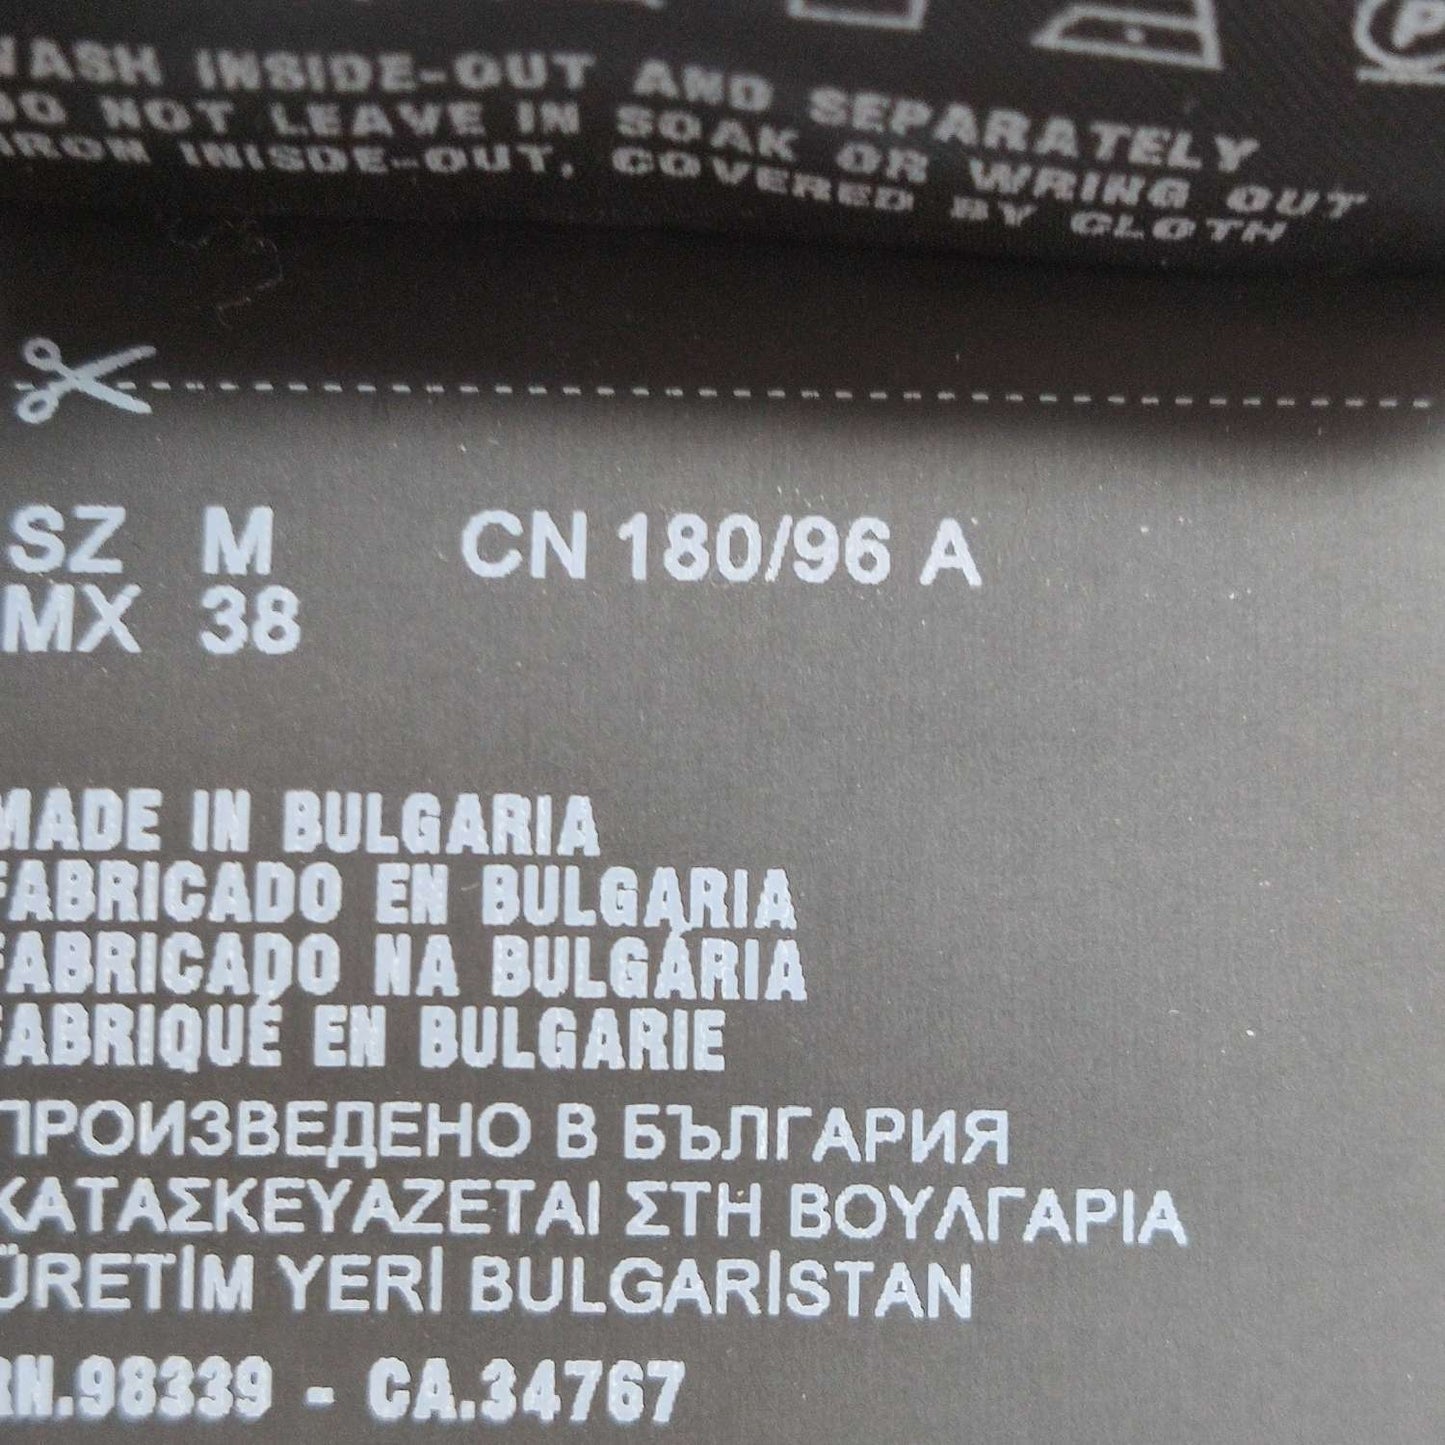 WASH INSIDE-OUT AND SEPARATELY
DO NOT LEAVE IN SOAK OR WRING OUT
IRON INISDE-OUT, COVERED BY CLOTH
SZ M CN 180/96 A
MX 38
MADE IN BULGARIA
FABRICADO EN BULGARIA
FABRICADO NA BULGÁRIA
FABRIQUÉ EN BULGARIE
ПРОИЗВЕДЕНО В БЪЛГАРИЯ
ΚΑΤΑΣΚΕΥΑΖΕΤΑΙ ΣΤΗ ΒΟΥΛΓΑΡΙΑ
ÜRETİM YERİ BULGARİSTAN
RN.98339 - CA.34767